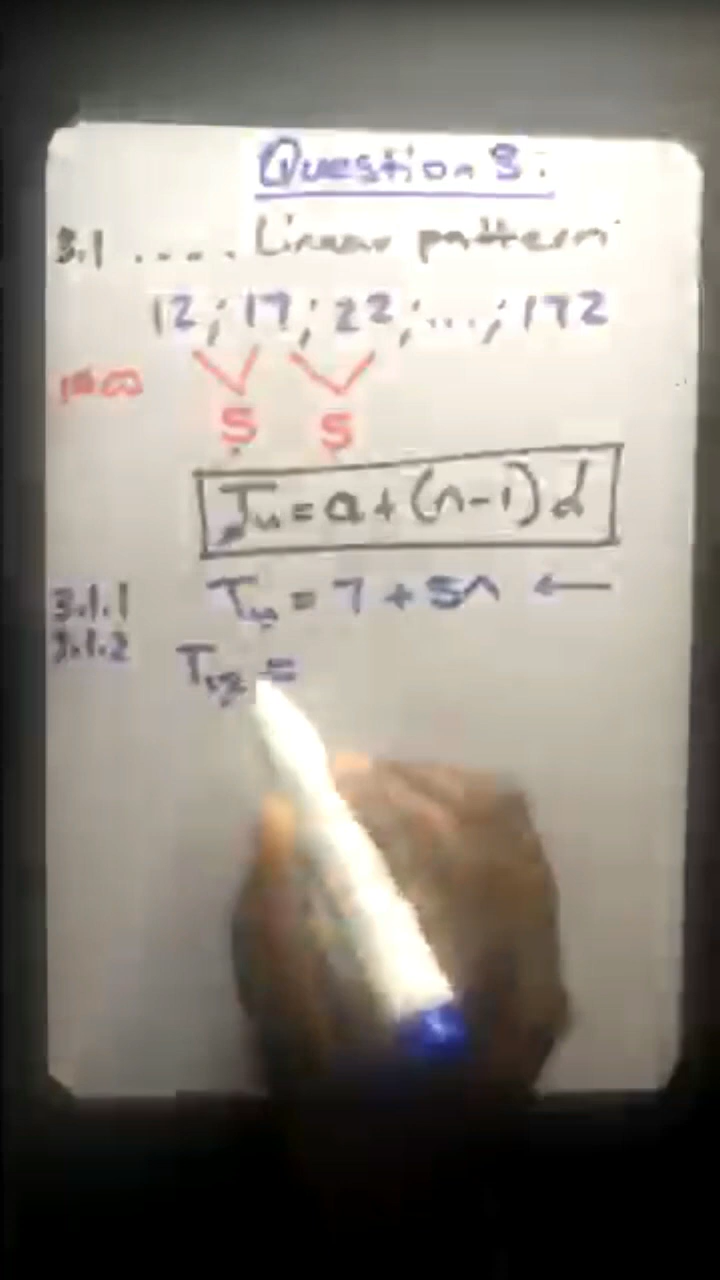 Question 3:
3.1 .... Linear pattern
12; 17; 22; ...; 172
5 5
Tn = a + (n-1) d
3.1.1 Tn = 7 + 5n ←
3.1.2